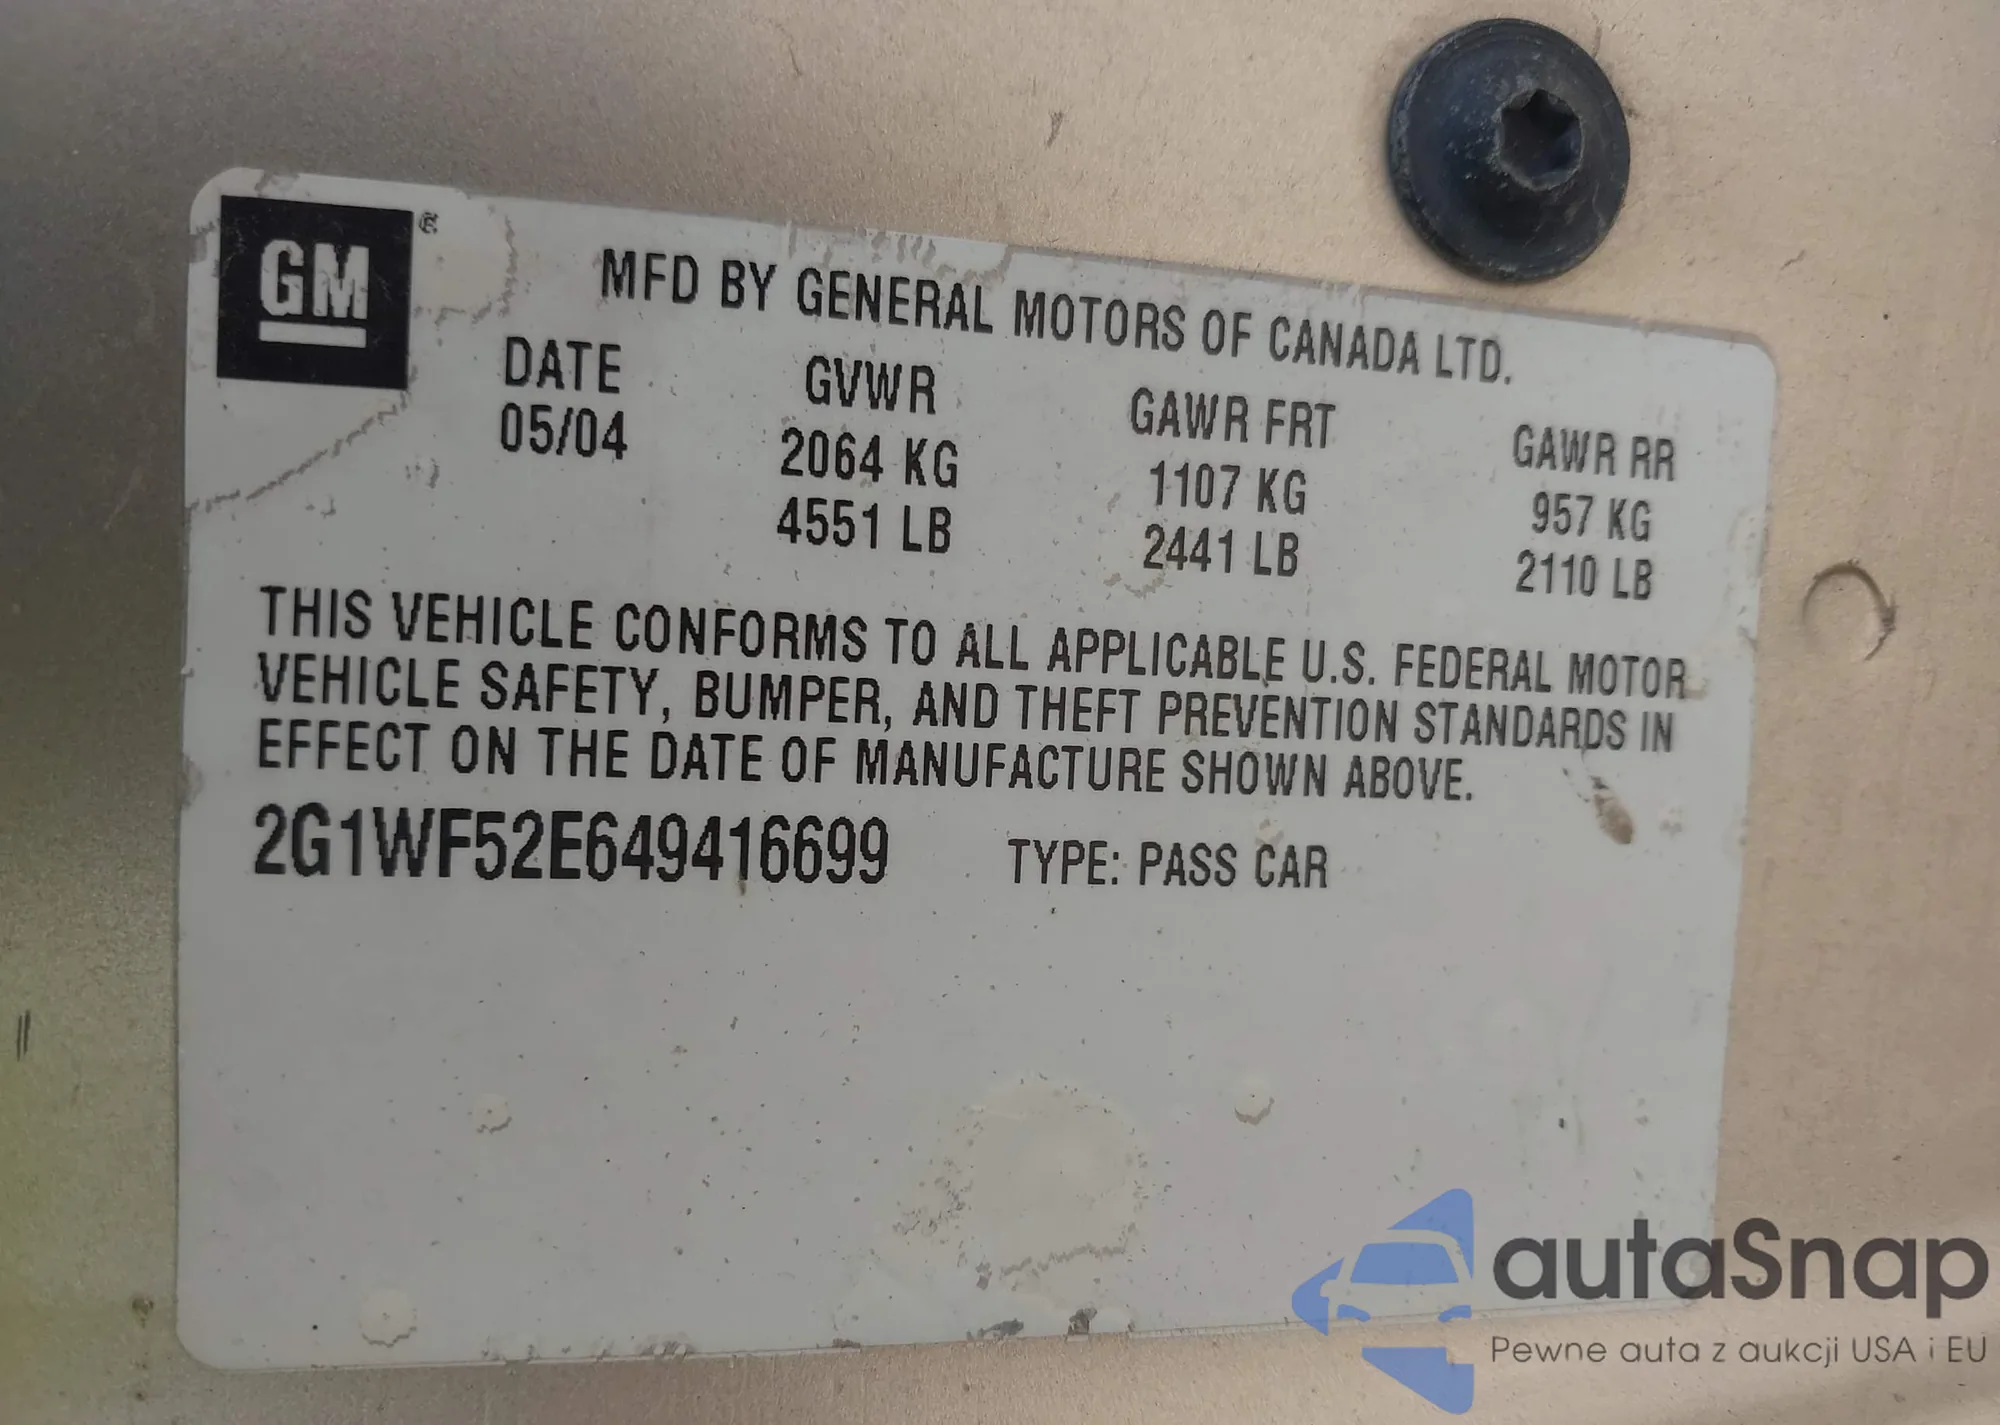 GM®
MFD BY GENERAL MOTORS OF CANADA LTD.
DATE GVWR GAWR FRT GAWR RR
05/04 2064 KG 1107 KG 957 KG
4551 LB 2441 LB 2110 LB
THIS VEHICLE CONFORMS TO ALL APPLICABLE U.S. FEDERAL MOTOR
VEHICLE SAFETY, BUMPER, AND THEFT PREVENTION STANDARDS IN
EFFECT ON THE DATE OF MANUFACTURE SHOWN ABOVE.
2G1WF52E649416699 TYPE: PASS CAR
autaSnap
Pewne auta z aukcji USA i EU